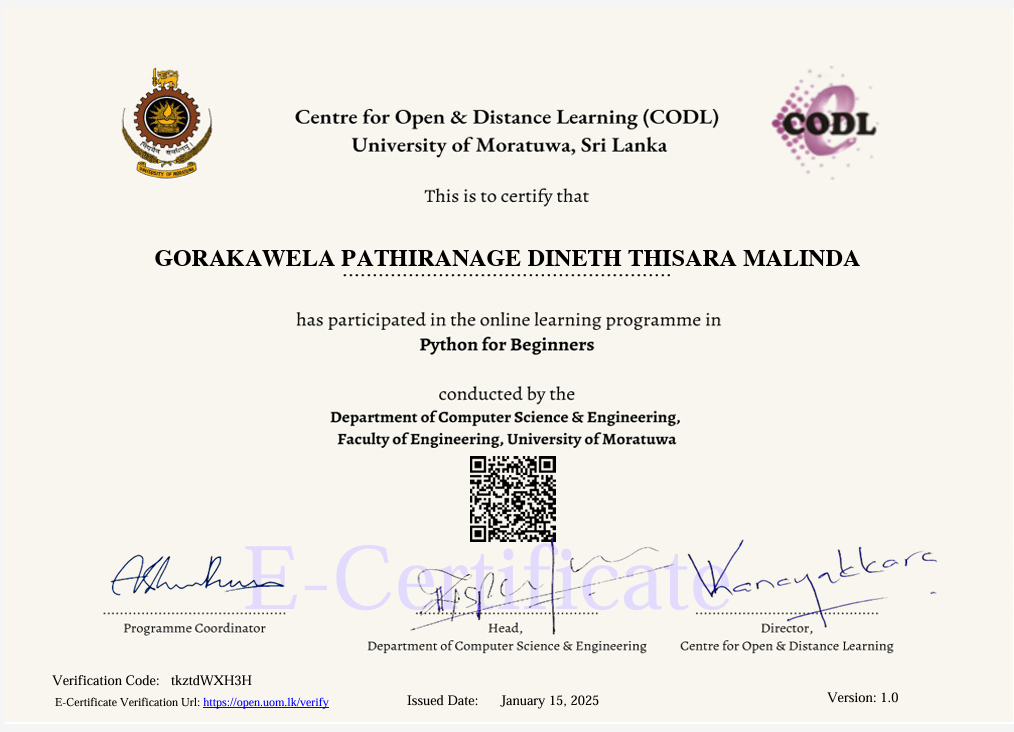 Centre for Open & Distance Learning (CODL)
University of Moratuwa, Sri Lanka
CODL
UNIVERSITY OF MORATUWA
This is to certify that
GORAKAWELA PATHIRANAGE DINETH THISARA MALINDA
has participated in the online learning programme in
Python for Beginners
conducted by the
Department of Computer Science & Engineering,
Faculty of Engineering, University of Moratuwa
E-Certificate
Programme Coordinator
Head,
Department of Computer Science & Engineering
Director,
Centre for Open & Distance Learning
Verification Code: tkztdWXH3H
E-Certificate Verification Url: https://open.uom.lk/verify
Issued Date: January 15, 2025
Version: 1.0